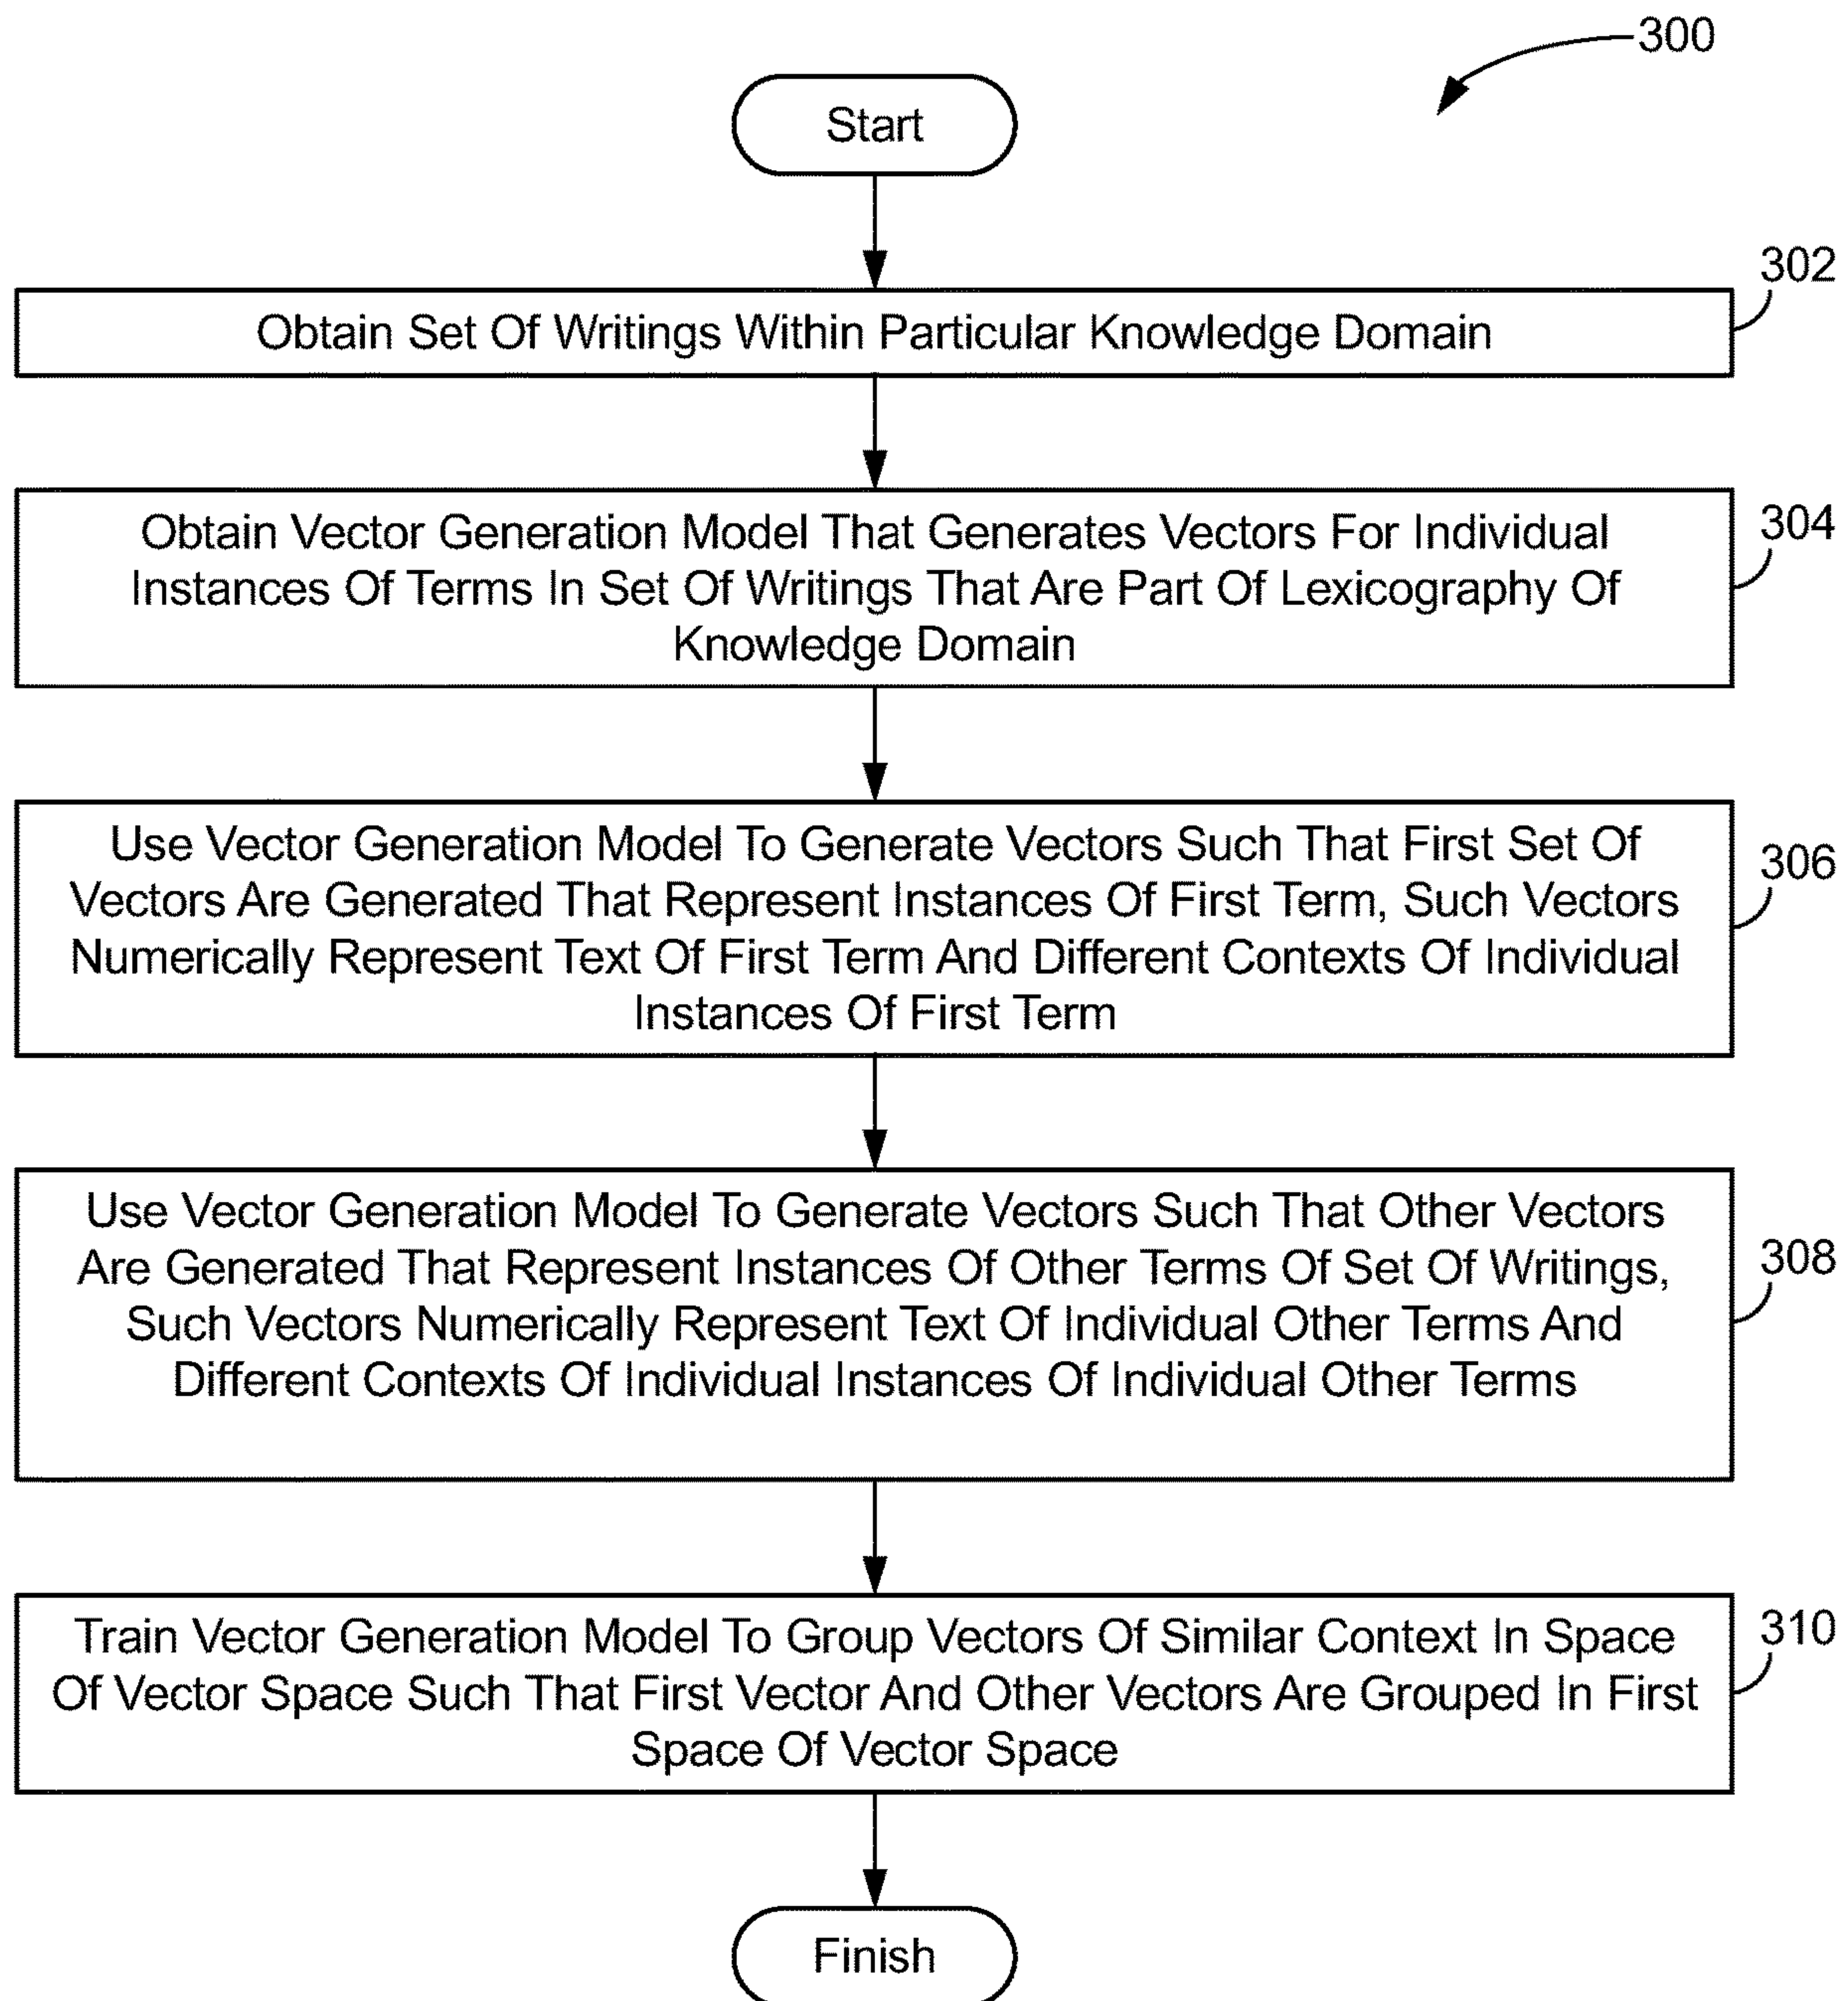 300
Start
302
Obtain Set Of Writings Within Particular Knowledge Domain
304
Obtain Vector Generation Model That Generates Vectors For Individual
Instances Of Terms In Set Of Writings That Are Part Of Lexicography Of
Knowledge Domain
306
Use Vector Generation Model To Generate Vectors Such That First Set Of
Vectors Are Generated That Represent Instances Of First Term, Such Vectors
Numerically Represent Text Of First Term And Different Contexts Of Individual
Instances Of First Term
308
Use Vector Generation Model To Generate Vectors Such That Other Vectors
Are Generated That Represent Instances Of Other Terms Of Set Of Writings,
Such Vectors Numerically Represent Text Of Individual Other Terms And
Different Contexts Of Individual Instances Of Individual Other Terms
310
Train Vector Generation Model To Group Vectors Of Similar Context In Space
Of Vector Space Such That First Vector And Other Vectors Are Grouped In First
Space Of Vector Space
Finish